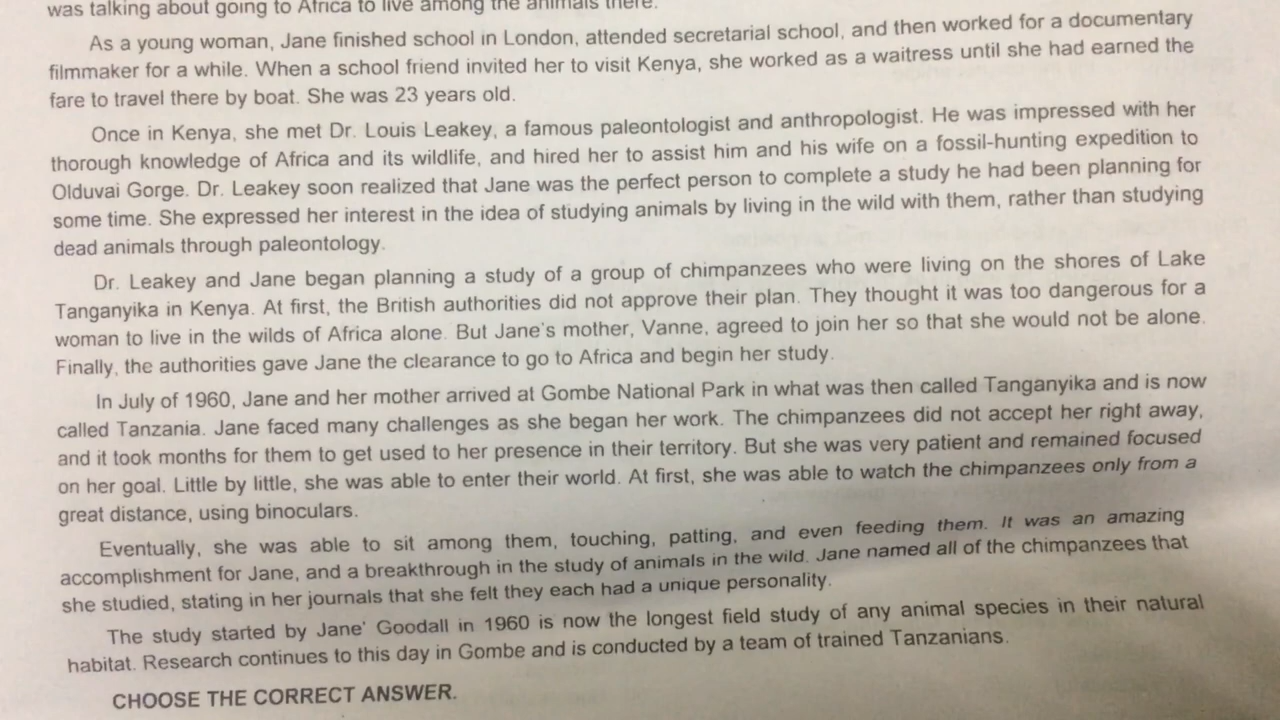 was talking about going to Africa to live among the animals there.
As a young woman, Jane finished school in London, attended secretarial school, and then worked for a documentary
filmmaker for a while. When a school friend invited her to visit Kenya, she worked as a waitress until she had earned the
fare to travel there by boat. She was 23 years old.
Once in Kenya, she met Dr. Louis Leakey, a famous paleontologist and anthropologist. He was impressed with her
thorough knowledge of Africa and its wildlife, and hired her to assist him and his wife on a fossil-hunting expedition to
Olduvai Gorge. Dr. Leakey soon realized that Jane was the perfect person to complete a study he had been planning for
some time. She expressed her interest in the idea of studying animals by living in the wild with them, rather than studying
dead animals through paleontology.
Dr. Leakey and Jane began planning a study of a group of chimpanzees who were living on the shores of Lake
Tanganyika in Kenya. At first, the British authorities did not approve their plan. They thought it was too dangerous for a
woman to live in the wilds of Africa alone. But Jane's mother, Vanne, agreed to join her so that she would not be alone.
Finally, the authorities gave Jane the clearance to go to Africa and begin her study.
In July of 1960, Jane and her mother arrived at Gombe National Park in what was then called Tanganyika and is now
called Tanzania. Jane faced many challenges as she began her work. The chimpanzees did not accept her right away,
and it took months for them to get used to her presence in their territory. But she was very patient and remained focused
on her goal. Little by little, she was able to enter their world. At first, she was able to watch the chimpanzees only from a
great distance, using binoculars.
Eventually, she was able to sit among them, touching, patting, and even feeding them. It was an amazing
accomplishment for Jane, and a breakthrough in the study of animals in the wild. Jane named all of the chimpanzees that
she studied, stating in her journals that she felt they each had a unique personality.
The study started by Jane' Goodall in 1960 is now the longest field study of any animal species in their natural
habitat. Research continues to this day in Gombe and is conducted by a team of trained Tanzanians.
CHOOSE THE CORRECT ANSWER.